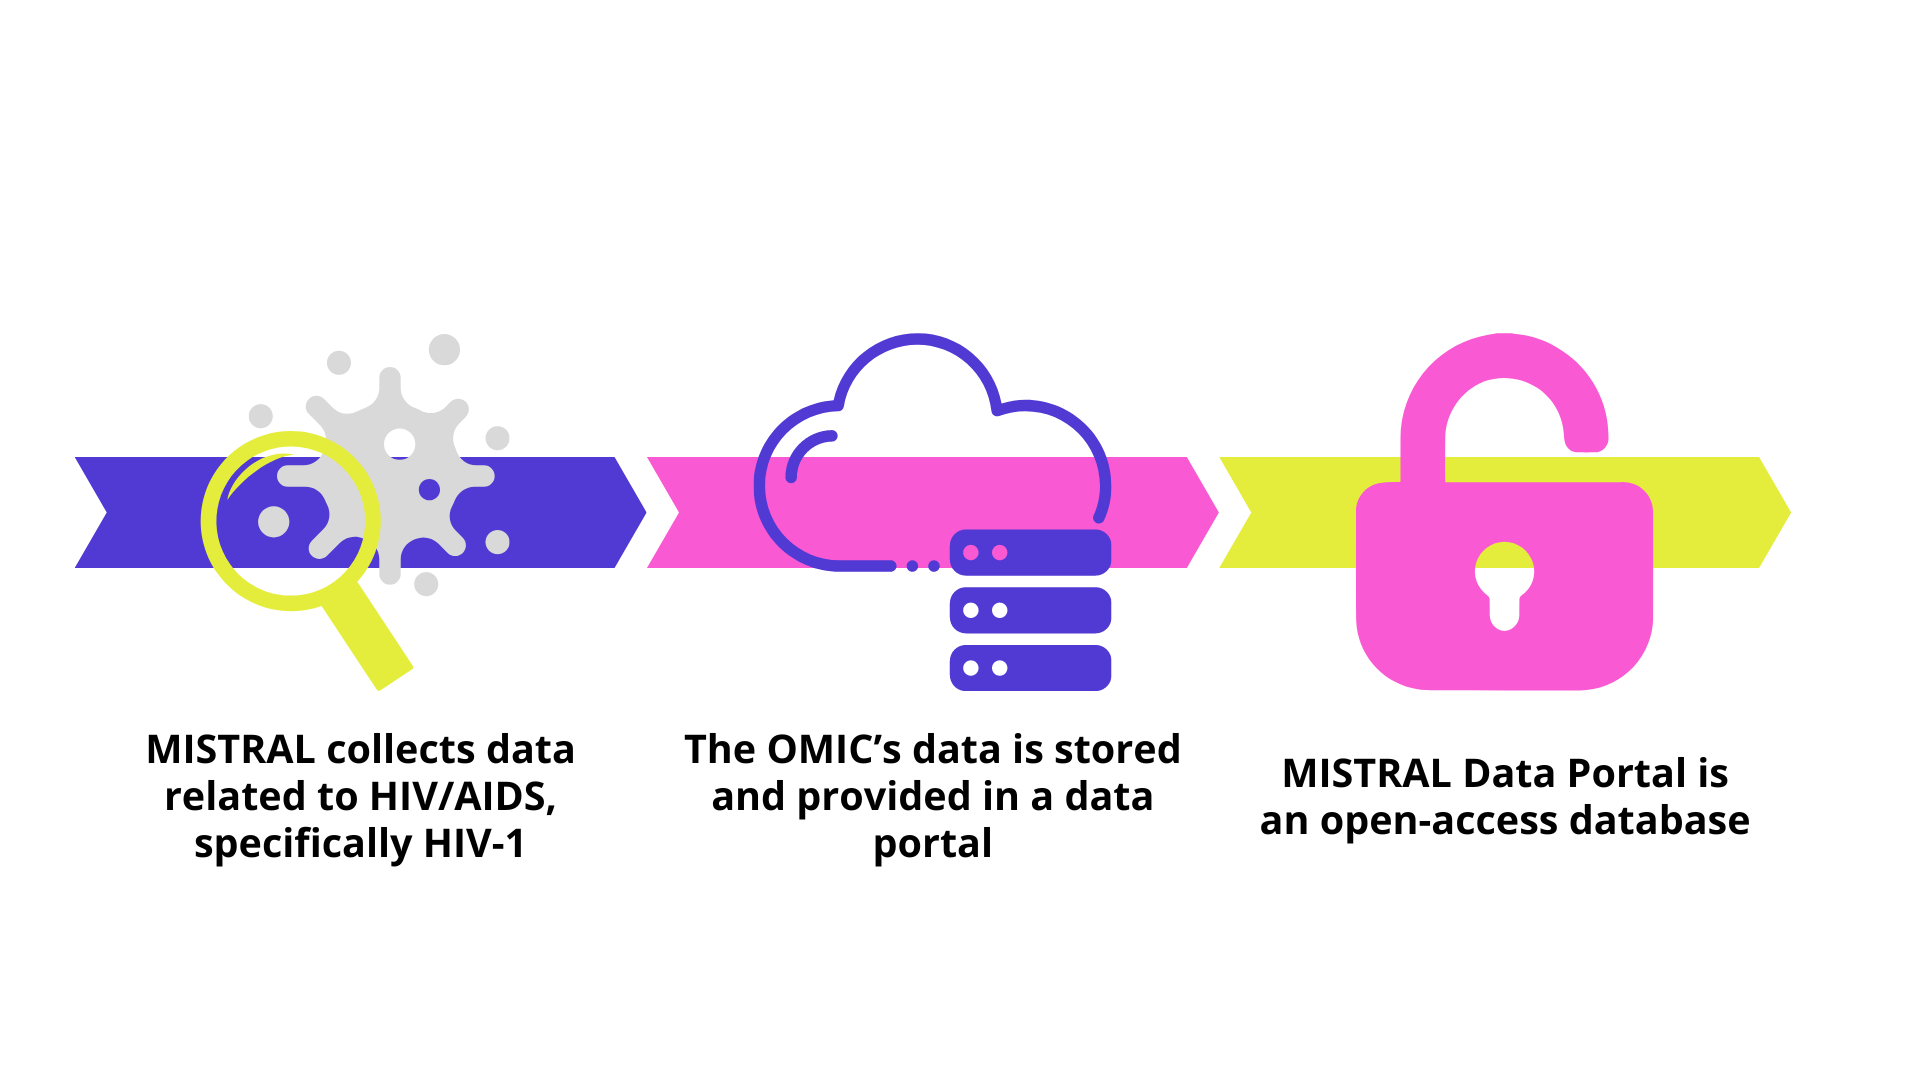 MISTRAL collects data
related to HIV/AIDS,
specifically HIV-1
The OMIC’s data is stored
and provided in a data
portal
MISTRAL Data Portal is
an open-access database